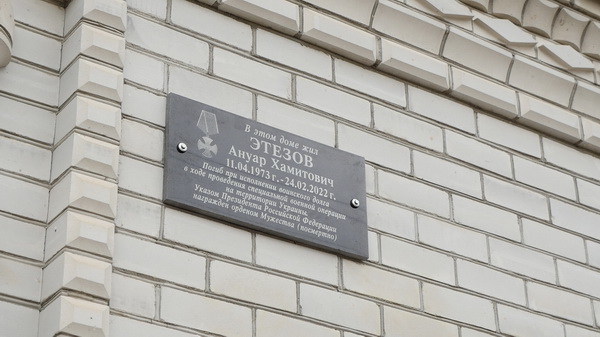 В этом доме жил
ЭТЕЗОВ
Ануар Хамитович
11.04.1973 г. - 24.02.2022 г.
Погиб при исполнении воинского долга
в ходе проведения специальной военной операции
на территории Украины.
Указом Президента Российской Федерации
награжден орденом Мужества (посмертно)